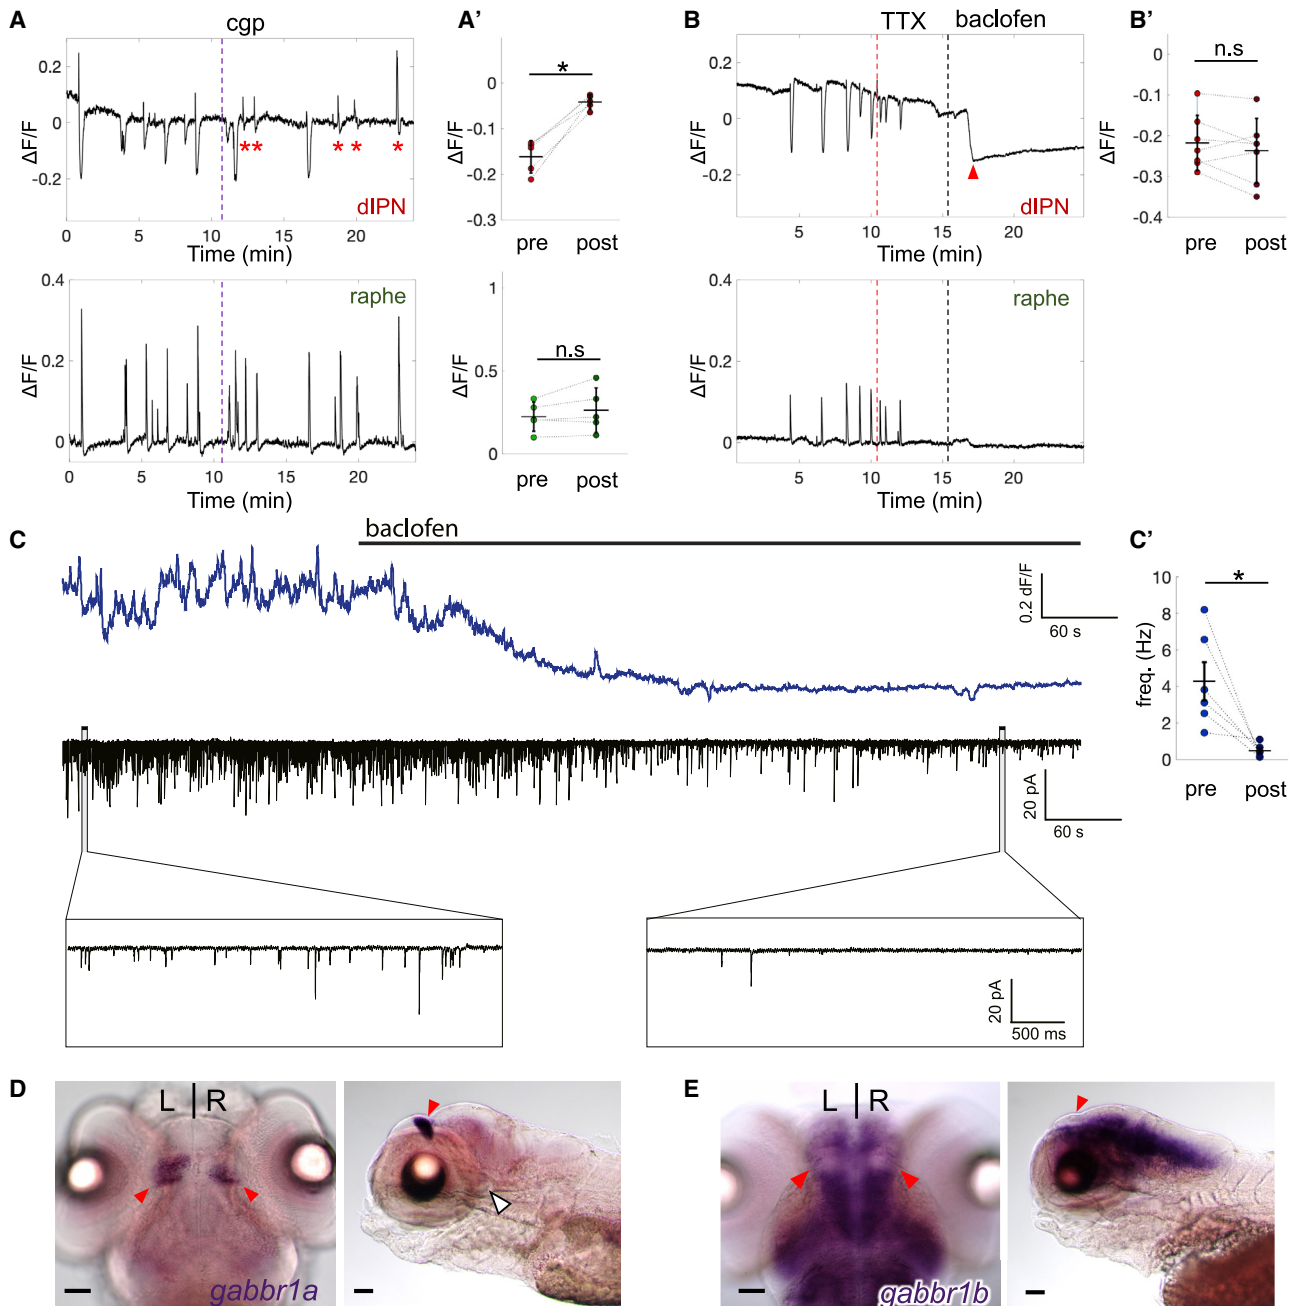 A
cgp
ΔF/F
0.2
0
-0.2
** * * *
dIPN
0 5 10 15 20
Time (min)
ΔF/F
0.4
0.2
0
raphe
0 5 10 15 20
Time (min)
A'
*
ΔF/F
0
-0.1
-0.2
-0.3
pre post
n.s
ΔF/F
1
0.5
0
pre post
B
TTX baclofen
ΔF/F
0.2
0
-0.2
dIPN
5 10 15 20
Time (min)
ΔF/F
0.4
0.2
0
raphe
5 10 15 20
Time (min)
B'
n.s
ΔF/F
0
-0.1
-0.2
-0.3
-0.4
pre post
C
baclofen
0.2 dF/F
60 s
20 pA
60 s
20 pA
500 ms
C'
*
freq. (Hz)
10
8
6
4
2
0
pre post
D
L R
gabbr1a
E
L R
gabbr1b